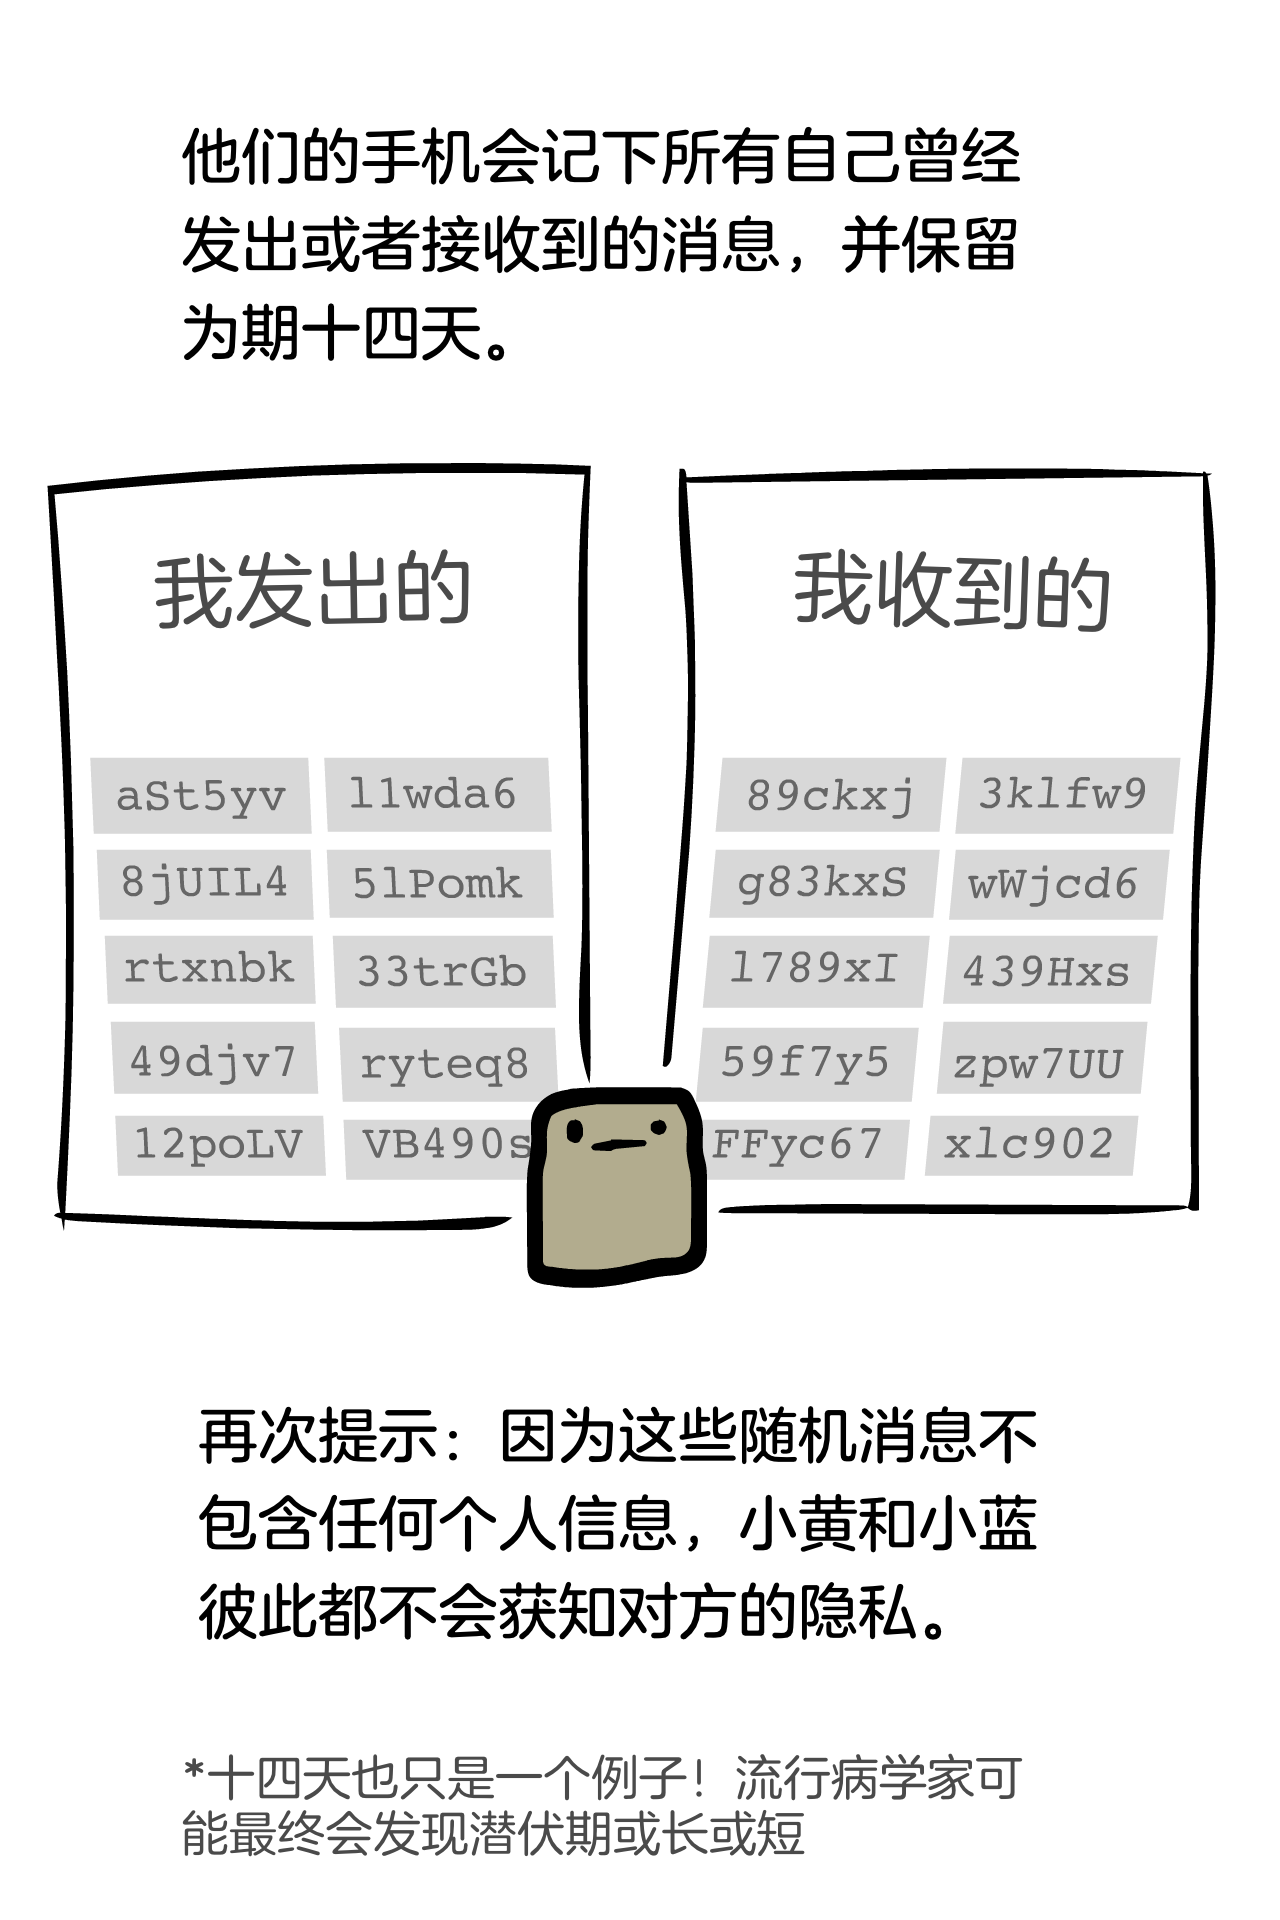 他们的手机会记下所有自己曾经
发出或者接收到的消息，并保留
为期十四天。
我发出的
aSt5yv l1wda6
8jUIL4 5lPomk
rtxnbk 33trGb
49djv7 ryteq8
12poLV VB490s
我收到的
89ckxj 3klfw9
g83kxS wWjcd6
l789xI 439Hxs
59f7y5 zpw7UU
FFyc67 xlc902
再次提示：因为这些随机消息不
包含任何个人信息，小黄和小蓝
彼此都不会获知对方的隐私。
*十四天也只是一个例子！流行病学家可
能最终会发现潜伏期或长或短